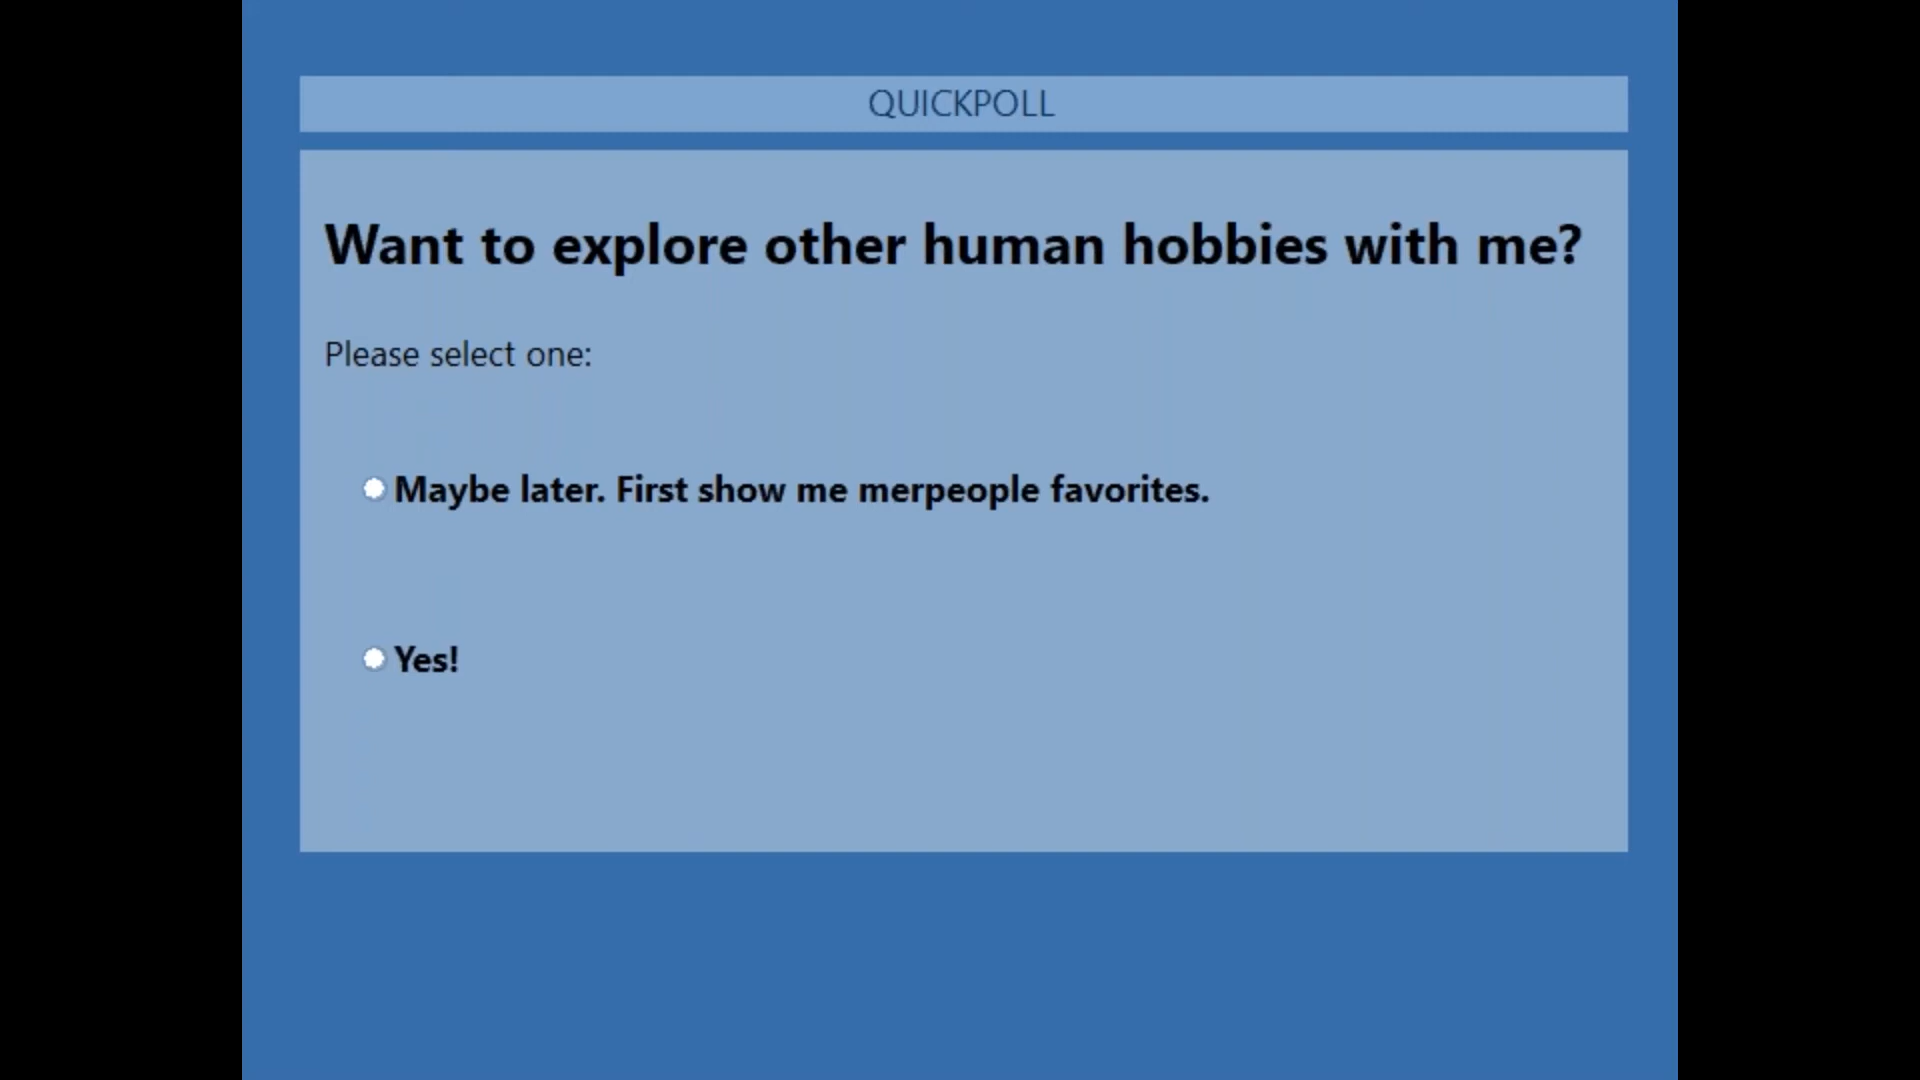 QUICKPOLL
Want to explore other human hobbies with me?
Please select one:
Maybe later. First show me merpeople favorites.
Yes!